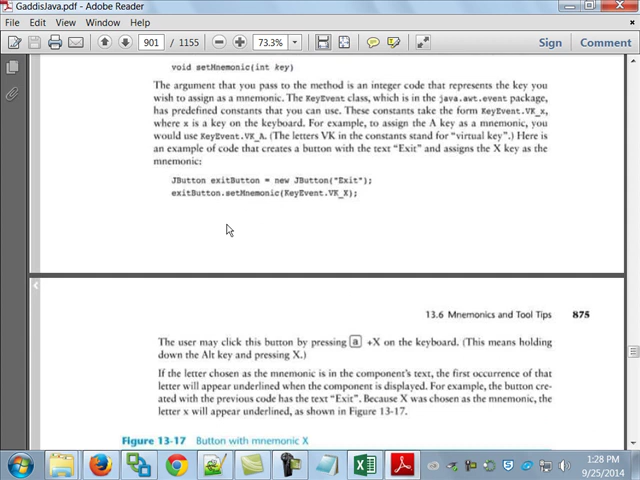 GaddisJava.pdf - Adobe Reader
File Edit View Window Help
901 / 1155 73.3% Sign Comment
void setMnemonic(int key)
The argument that you pass to the method is an integer code that represents the key you
wish to assign as a mnemonic. The KeyEvent class, which is in the java.awt.event package,
has predefined constants that you can use. These constants take the form KeyEvent.VK_x,
where x is a key on the keyboard. For example, to assign the A key as a mnemonic, you
would use KeyEvent.VK_A. (The letters VK in the constants stand for "virtual key".) Here is
an example of code that creates a button with the text "Exit" and assigns the X key as the
mnemonic:
JButton exitButton = new JButton("Exit");
exitButton.setMnemonic(KeyEvent.VK_X);
13.6 Mnemonics and Tool Tips 875
The user may click this button by pressing a +X on the keyboard. (This means holding
down the Alt key and pressing X.)
If the letter chosen as the mnemonic is in the component's text, the first occurrence of that
letter will appear underlined when the component is displayed. For example, the button cre-
ated with the previous code has the text "Exit". Because X was chosen as the mnemonic, the
letter x will appear underlined, as shown in Figure 13-17.
Figure 13-17 Button with mnemonic X
1:28 PM
9/25/2014